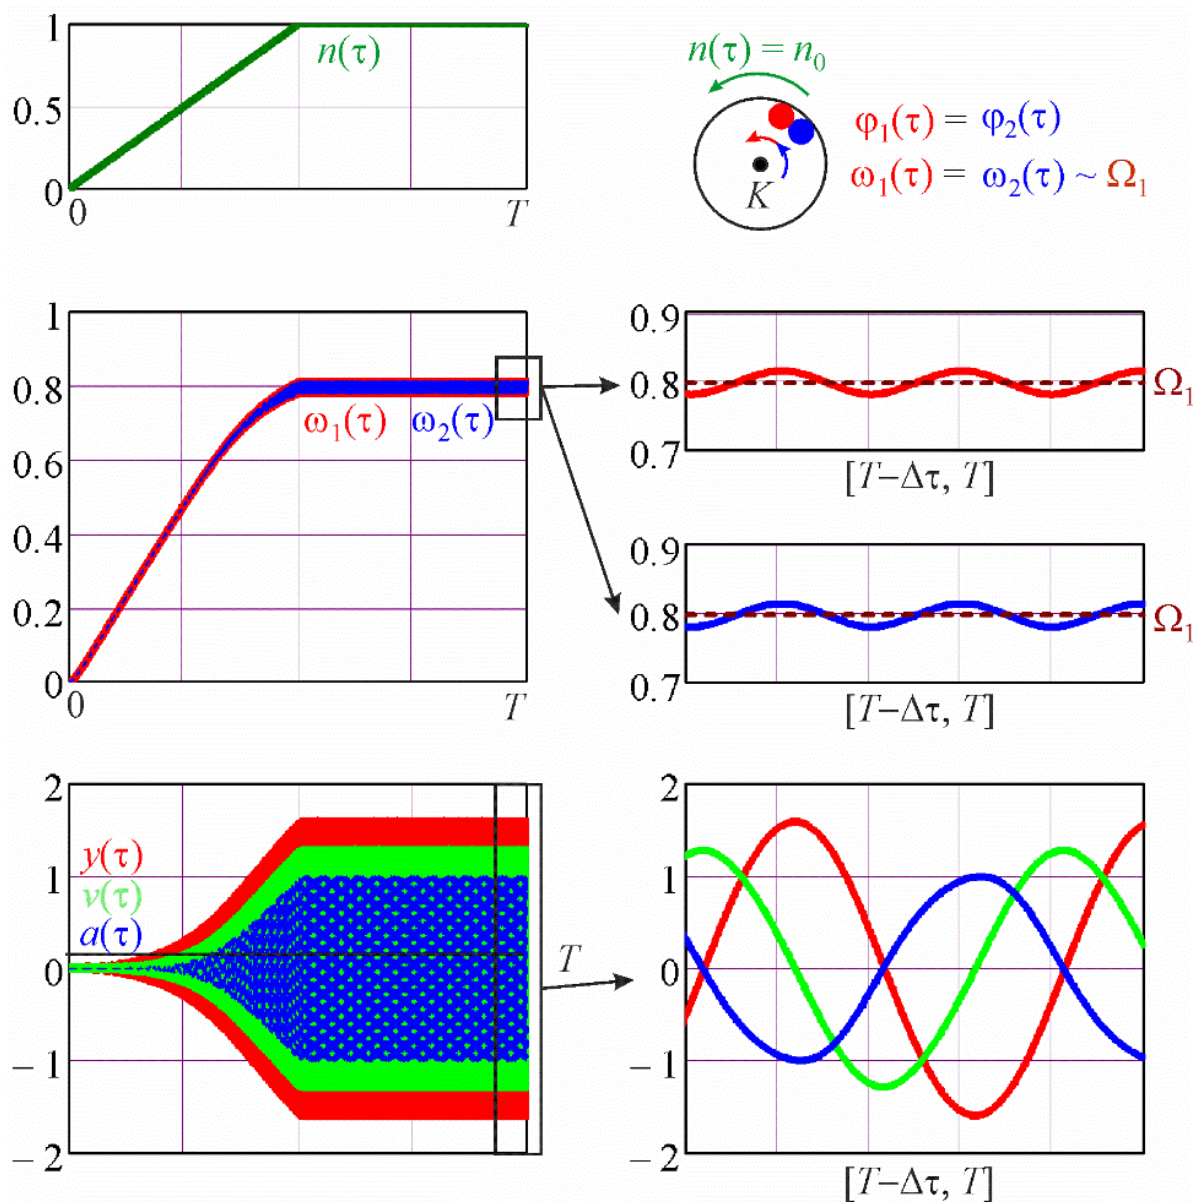 1
0.5
0
0
T
n(τ)
n(τ) = n₀
K
φ₁(τ) = φ₂(τ)
ω₁(τ) = ω₂(τ) ~ Ω₁
1
0.8
0.6
0.4
0.2
0
0
T
ω₁(τ) ω₂(τ)
0.9
0.8
0.7
Ω₁
[T−Δτ, T]
0.9
0.8
0.7
Ω₁
[T−Δτ, T]
2
1
0
−1
−2
y(τ)
v(τ)
a(τ)
T
2
1
0
−1
−2
[T−Δτ, T]